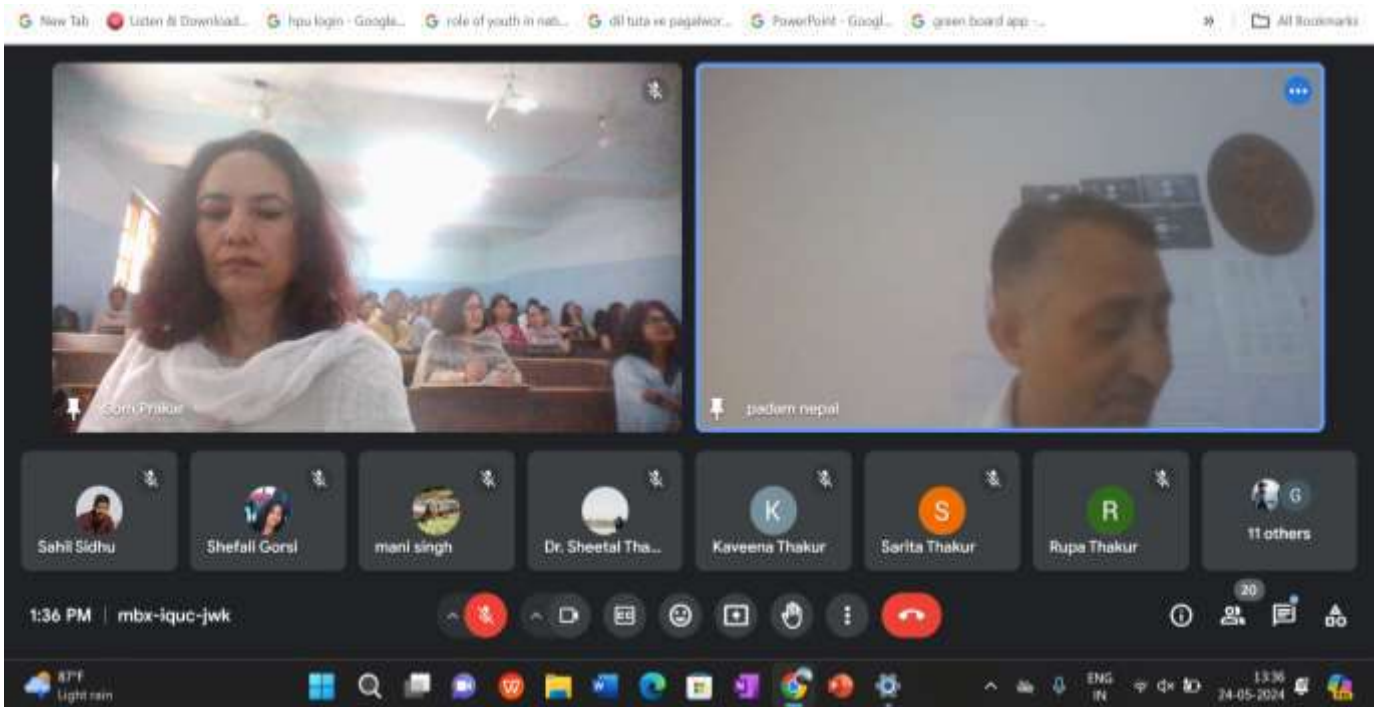 New Tab
Listen & Download...
hpu login - Google...
role of youth in nati...
dil tuta ve pagalwor...
PowerPoint - Googl...
green board app -...
»
All Bookmarks
padam nepal
Sahil Sidhu
Shefali Gorsi
mani singh
Dr. Sheetal Tha...
K
Kaveena Thakur
S
Sarita Thakur
R
Rupa Thakur
G
11 others
1:36 PM | mbx-iquc-jwk
CC
20
87°F
Light rain
ENG
IN
13:36
24-05-2024